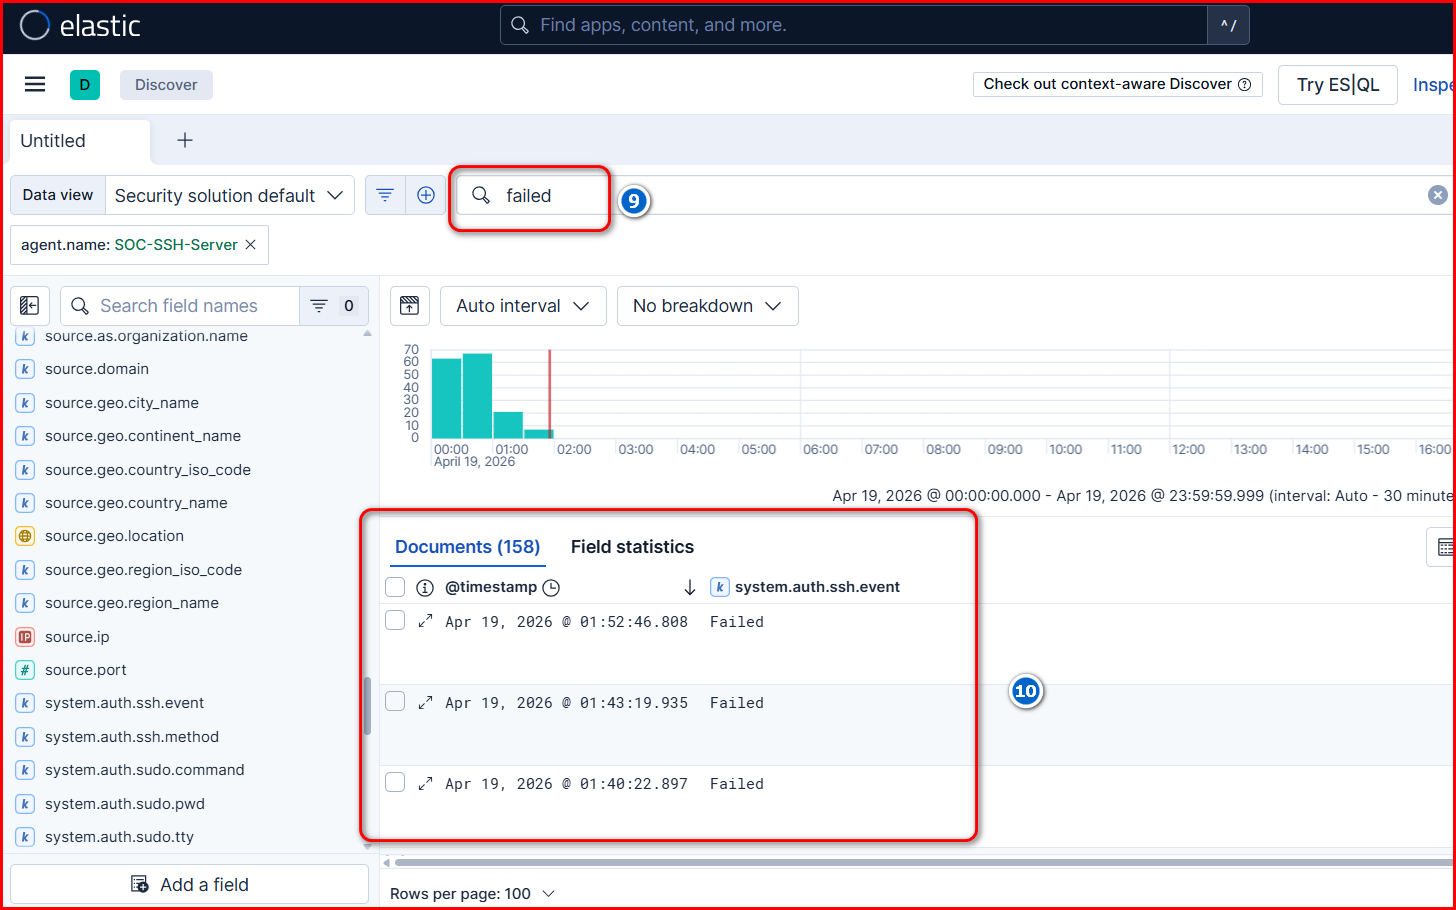 elastic
Find apps, content, and more.
^ /
D
Discover
Check out context-aware Discover
Try ES|QL
Inspe
Untitled
Data view
Security solution default
failed
9
agent.name: SOC-SSH-Server
Search field names
0
Auto interval
No breakdown
source.as.organization.name
source.domain
source.geo.city_name
source.geo.continent_name
source.geo.country_iso_code
source.geo.country_name
source.geo.location
source.geo.region_iso_code
source.geo.region_name
source.ip
source.port
system.auth.ssh.event
system.auth.ssh.method
system.auth.sudo.command
system.auth.sudo.pwd
system.auth.sudo.tty
Add a field
70
60
50
40
30
20
10
0
00:00 01:00 02:00 03:00 04:00 05:00 06:00 07:00 08:00 09:00 10:00 11:00 12:00 13:00 14:00 15:00 16:00
April 19, 2026
Apr 19, 2026 @ 00:00:00.000 - Apr 19, 2026 @ 23:59:59.999 (interval: Auto - 30 minute
Documents (158)
Field statistics
@timestamp
k system.auth.ssh.event
Apr 19, 2026 @ 01:52:46.808 Failed
Apr 19, 2026 @ 01:43:19.935 Failed
Apr 19, 2026 @ 01:40:22.897 Failed
10
Rows per page: 100